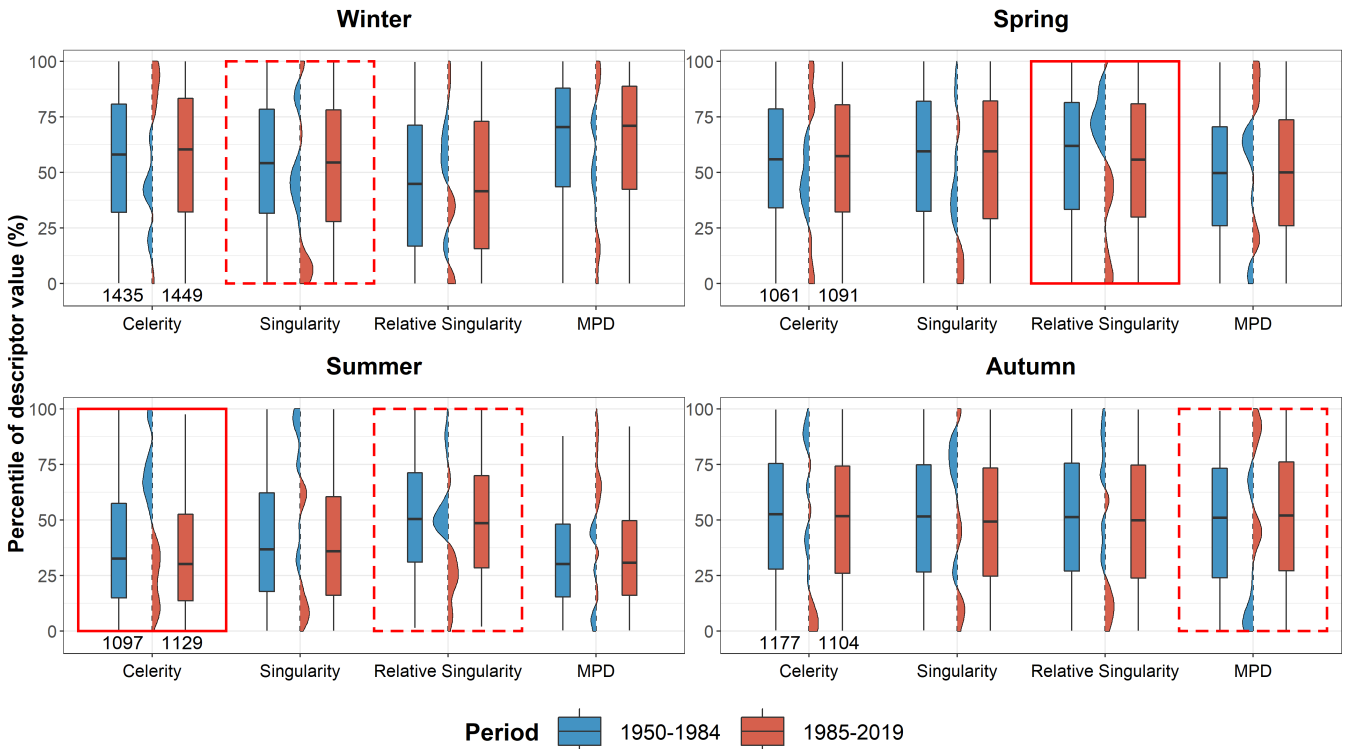 Winter
Spring
Percentile of descriptor value (%)
100
75
50
25
0
1435 1449
Celerity Singularity Relative Singularity MPD
100
75
50
25
0
1061 1091
Celerity Singularity Relative Singularity MPD
Summer
Autumn
100
75
50
25
0
1097 1129
Celerity Singularity Relative Singularity MPD
100
75
50
25
0
1177 1104
Celerity Singularity Relative Singularity MPD
Period 1950-1984 1985-2019